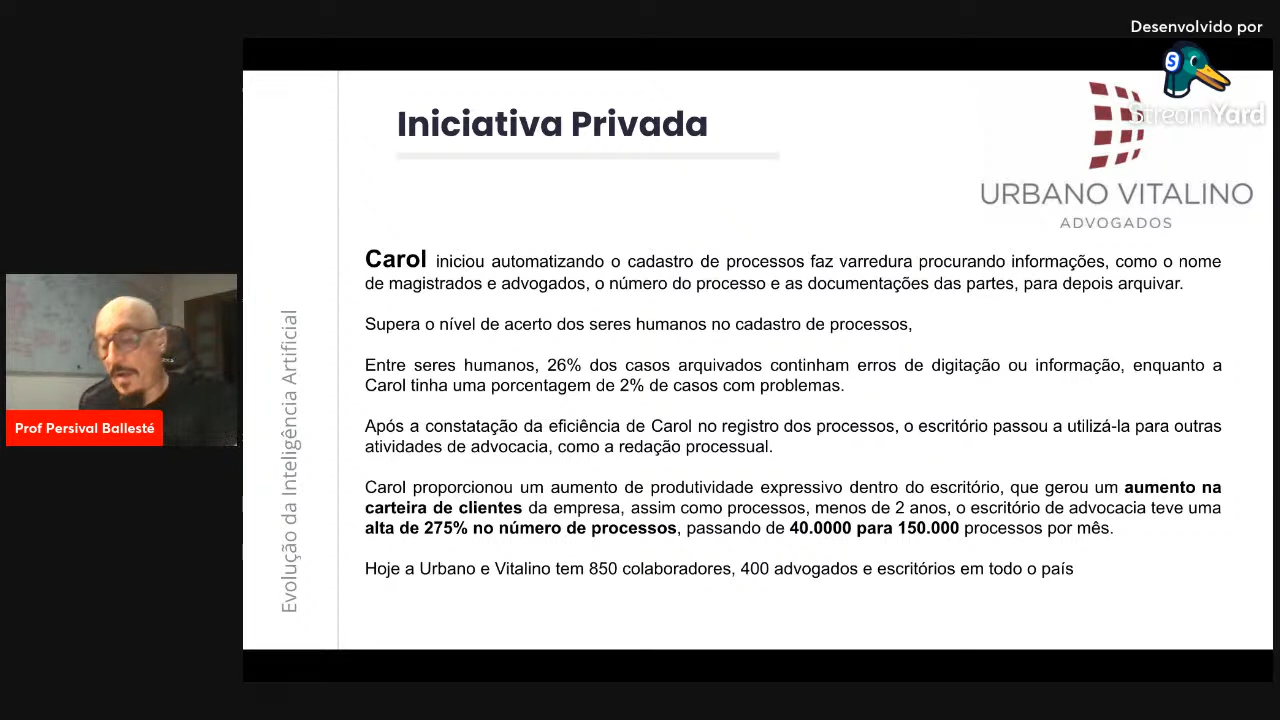 Desenvolvido por
StreamYard
Iniciativa Privada
URBANO VITALINO
ADVOGADOS
Carol iniciou automatizando o cadastro de processos faz varredura procurando informações, como o nome
de magistrados e advogados, o número do processo e as documentações das partes, para depois arquivar.
Supera o nível de acerto dos seres humanos no cadastro de processos,
Entre seres humanos, 26% dos casos arquivados continham erros de digitação ou informação, enquanto a
Carol tinha uma porcentagem de 2% de casos com problemas.
Após a constatação da eficiência de Carol no registro dos processos, o escritório passou a utilizá-la para outras
atividades de advocacia, como a redação processual.
Carol proporcionou um aumento de produtividade expressivo dentro do escritório, que gerou um aumento na
carteira de clientes da empresa, assim como processos, menos de 2 anos, o escritório de advocacia teve uma
alta de 275% no número de processos, passando de 40.0000 para 150.000 processos por mês.
Hoje a Urbano e Vitalino tem 850 colaboradores, 400 advogados e escritórios em todo o país
Evolução da Inteligência Artificial
Prof Persival Ballesté